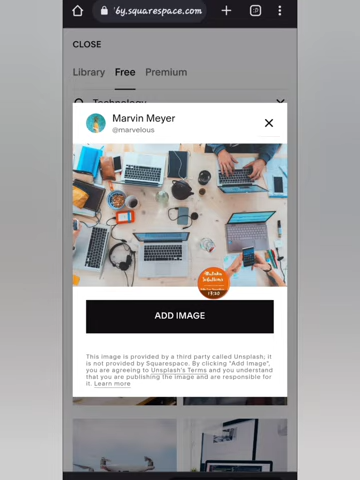 6y.squarespace.com
CLOSE
Library Free Premium
Technology
Marvin Meyer
@marvelous
ADD IMAGE
This image is provided by a third party called Unsplash; it
is not provided by Squarespace. By clicking "Add Image",
you are agreeing to Unsplash's Terms and you understand
that you are publishing the image and are responsible for
it. Learn more